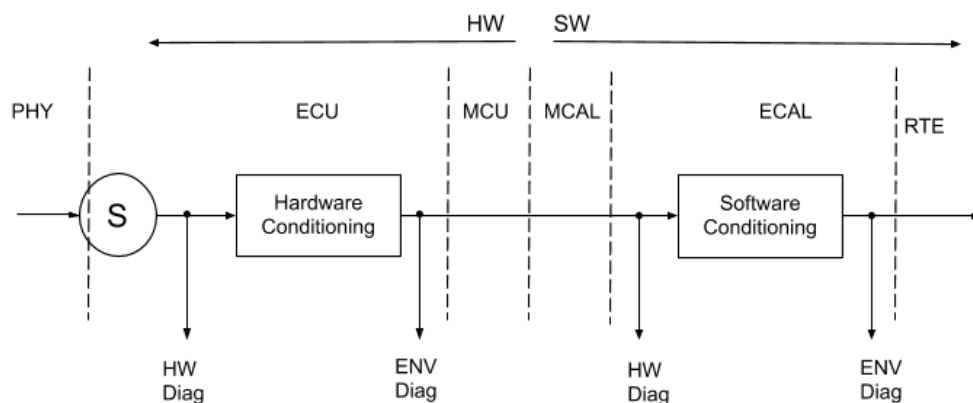 HW SW
PHY ECU MCU MCAL ECAL RTE
S
Hardware
Conditioning
Software
Conditioning
HW
Diag
ENV
Diag
HW
Diag
ENV
Diag